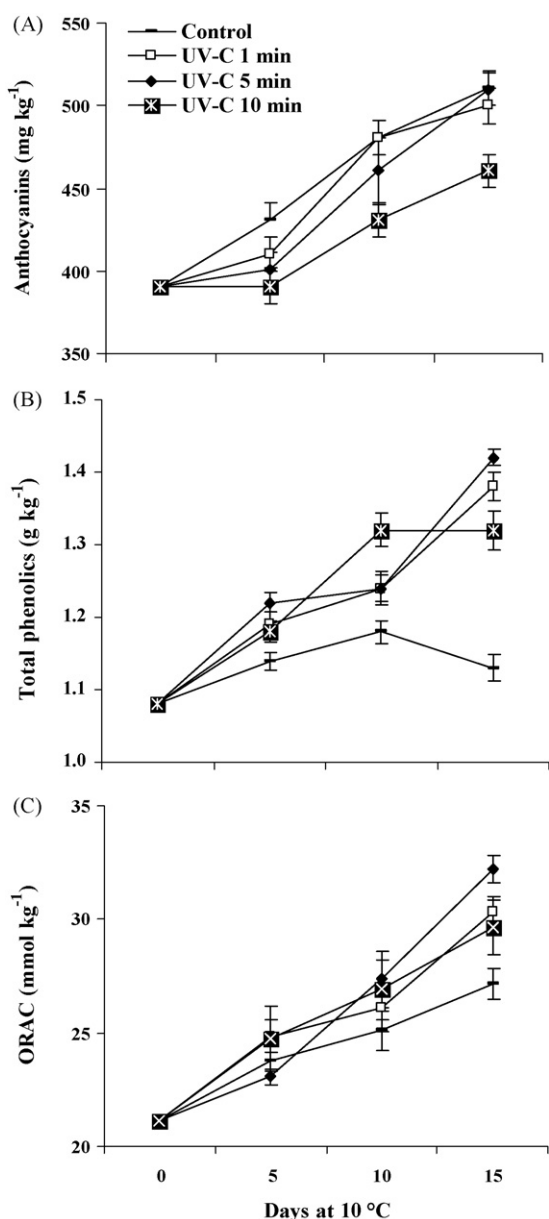 (A)
550
500
450
400
350
Anthocyanins (mg kg⁻¹)
Control
UV-C 1 min
UV-C 5 min
UV-C 10 min
(B)
1.5
1.4
1.3
1.2
1.1
1.0
Total phenolics (g kg⁻¹)
(C)
35
30
25
20
ORAC (mmol kg⁻¹)
0 5 10 15
Days at 10 °C